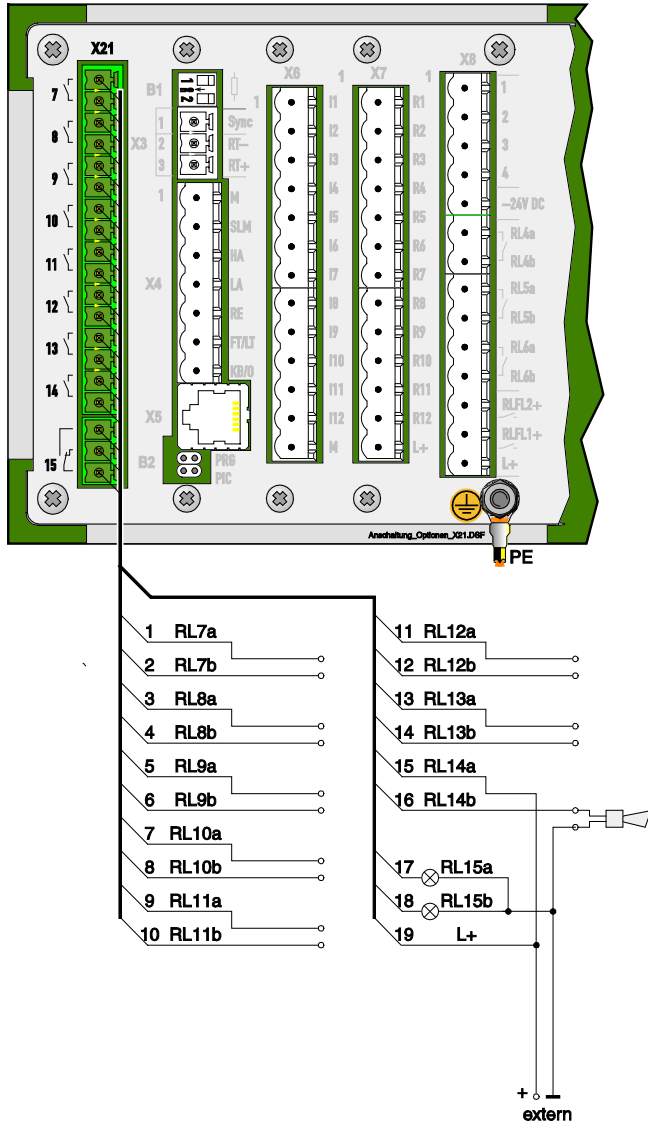 X21
X6
X7
X8
7
8
9
10
11
12
13
14
15
B1
1
2
X3
1 Sync
2 RT–
3 RT+
1 M
SLM
HA
X4 LA
RE
FT/LT
KB/0
X5
B2 PRG
PIC
1
1 I1
I2
I3
I4
I5
I6
I7
I8
I9
I10
I11
I12
M
1
R1
R2
R3
R4
R5
R6
R7
R8
R9
R10
R11
R12
L+
1
1
2
3
4
–24V DC
RL4a
RL4b
RL5a
RL5b
RL6a
RL6b
RLFL2+
RLFL1+
L+
Anschaltung_Optionen_X21.DSF
PE
1 RL7a
2 RL7b
3 RL8a
4 RL8b
5 RL9a
6 RL9b
7 RL10a
8 RL10b
9 RL11a
10 RL11b
11 RL12a
12 RL12b
13 RL13a
14 RL13b
15 RL14a
16 RL14b
17 RL15a
18 RL15b
19 L+
+ –
extern